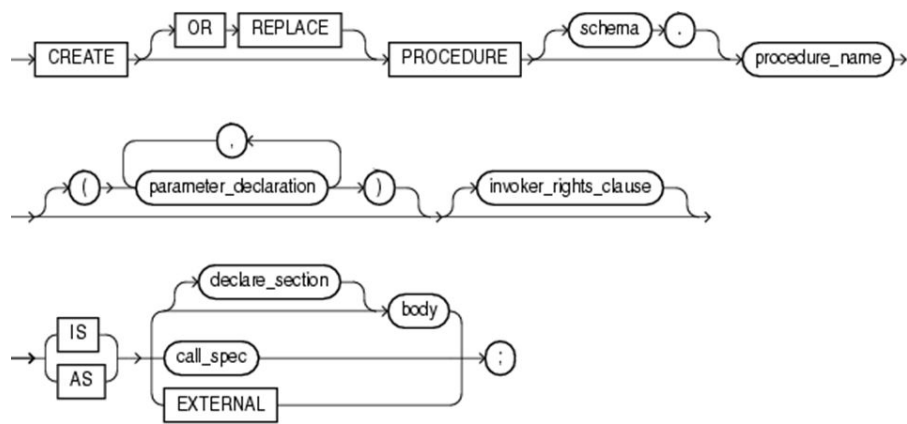 OR REPLACE schema .
CREATE PROCEDURE procedure_name
,
( parameter_declaration ) invoker_rights_clause
declare_section
IS body
call_spec ;
AS
EXTERNAL